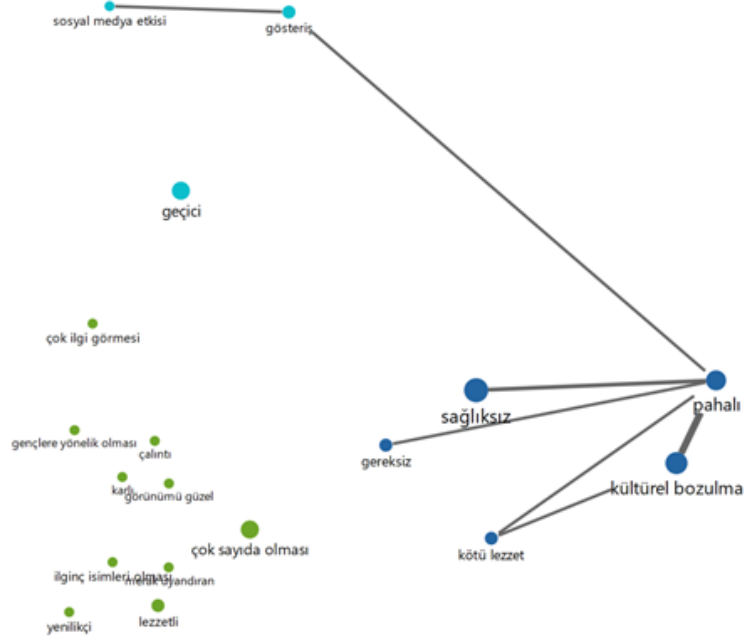 sosyal medya etkisi
gösteriş
geçici
çok ilgi görmesi
pahalı
sağlıksız
gençlere yönelik olması
çalıntı
gereksiz
karlı
görünümü güzel
kültürel bozulma
çok sayıda olması
kötü lezzet
ilginç isimleri olması
merak uyandıran
lezzetli
yenilikçi